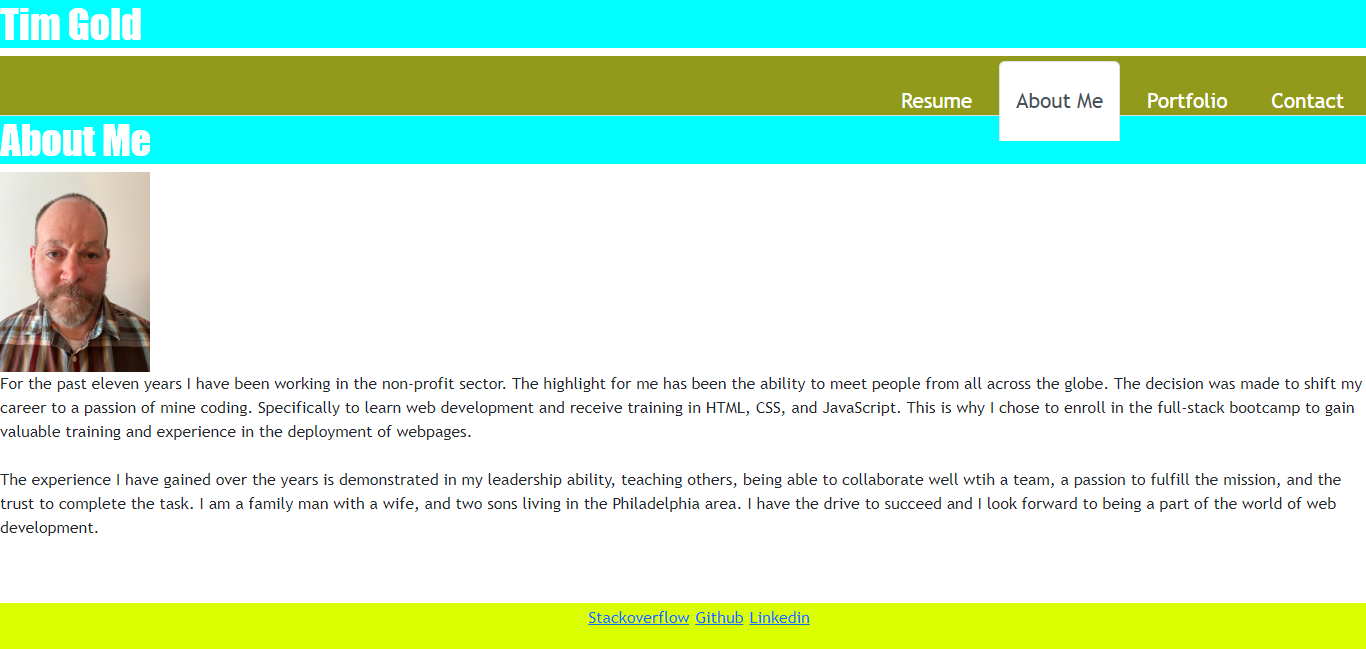 Tim Gold
Resume About Me Portfolio Contact
About Me
For the past eleven years I have been working in the non-profit sector. The highlight for me has been the ability to meet people from all across the globe. The decision was made to shift my
career to a passion of mine coding. Specifically to learn web development and receive training in HTML, CSS, and JavaScript. This is why I chose to enroll in the full-stack bootcamp to gain
valuable training and experience in the deployment of webpages.
The experience I have gained over the years is demonstrated in my leadership ability, teaching others, being able to collaborate well wtih a team, a passion to fulfill the mission, and the
trust to complete the task. I am a family man with a wife, and two sons living in the Philadelphia area. I have the drive to succeed and I look forward to being a part of the world of web
development.
Stackoverflow Github Linkedin